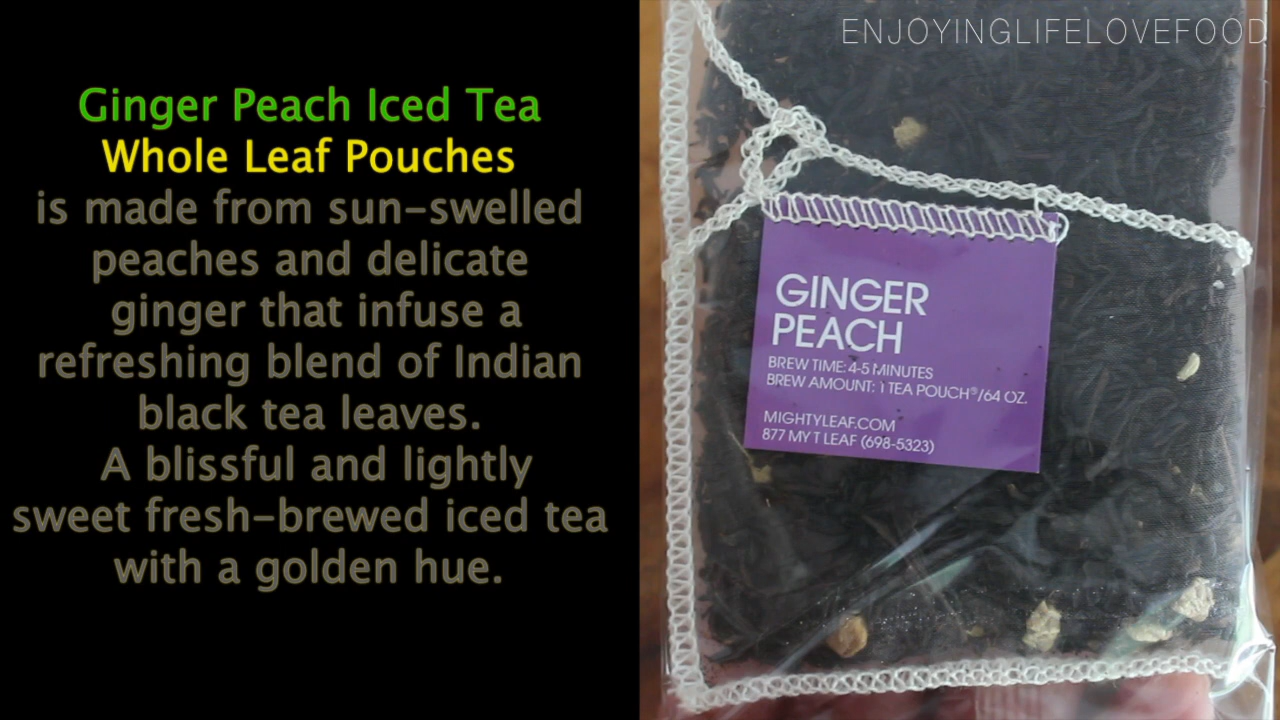 Ginger Peach Iced Tea
Whole Leaf Pouches
is made from sun-swelled
peaches and delicate
ginger that infuse a
refreshing blend of Indian
black tea leaves.
A blissful and lightly
sweet fresh-brewed iced tea
with a golden hue.
ENJOYINGLIFELOVEFOOD
GINGER
PEACH
BREW TIME: 4-5 MINUTES
BREW AMOUNT: 1 TEA POUCH®/64 OZ.
MIGHTYLEAF.COM
877 MY T LEAF (698-5323)